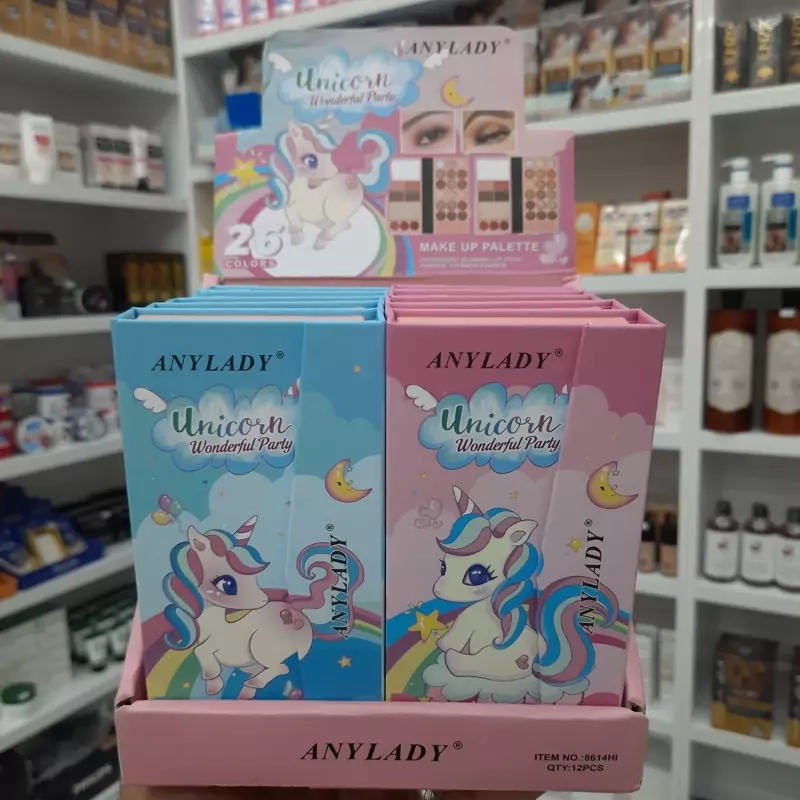 ANYLADY®
Unicorn
Wonderful Party
26
COLORS
MAKE UP PALETTE
ANYLADY®
Unicorn
Wonderful Party
ANYLADY®
ANYLADY®
Unicorn
Wonderful Party
ANYLADY®
ANYLADY®
ITEM NO.:8614HI
QTY:12PCS